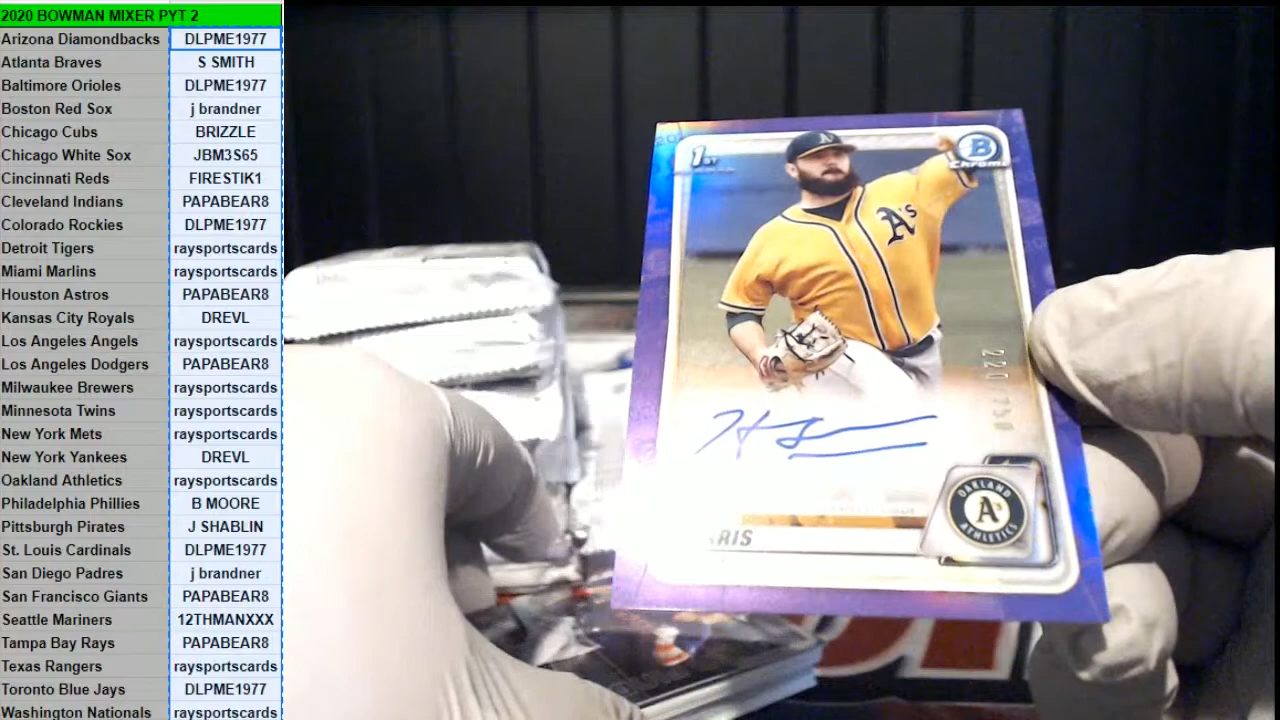 2020 BOWMAN MIXER PYT 2
Arizona Diamondbacks DLPME1977
Atlanta Braves S SMITH
Baltimore Orioles DLPME1977
Boston Red Sox j brandner
Chicago Cubs BRIZZLE
Chicago White Sox JBM3S65
Cincinnati Reds FIRESTIK1
Cleveland Indians PAPABEAR8
Colorado Rockies DLPME1977
Detroit Tigers raysportscards
Miami Marlins raysportscards
Houston Astros PAPABEAR8
Kansas City Royals DREVL
Los Angeles Angels raysportscards
Los Angeles Dodgers PAPABEAR8
Milwaukee Brewers raysportscards
Minnesota Twins raysportscards
New York Mets raysportscards
New York Yankees DREVL
Oakland Athletics raysportscards
Philadelphia Phillies B MOORE
Pittsburgh Pirates J SHABLIN
St. Louis Cardinals DLPME1977
San Diego Padres j brandner
San Francisco Giants PAPABEAR8
Seattle Mariners 12THMANXXX
Tampa Bay Rays PAPABEAR8
Texas Rangers raysportscards
Toronto Blue Jays DLPME1977
Washington Nationals raysportscards
1ST
B
Chrome
A's
RIS
OAKLAND
A's
ATHLETICS